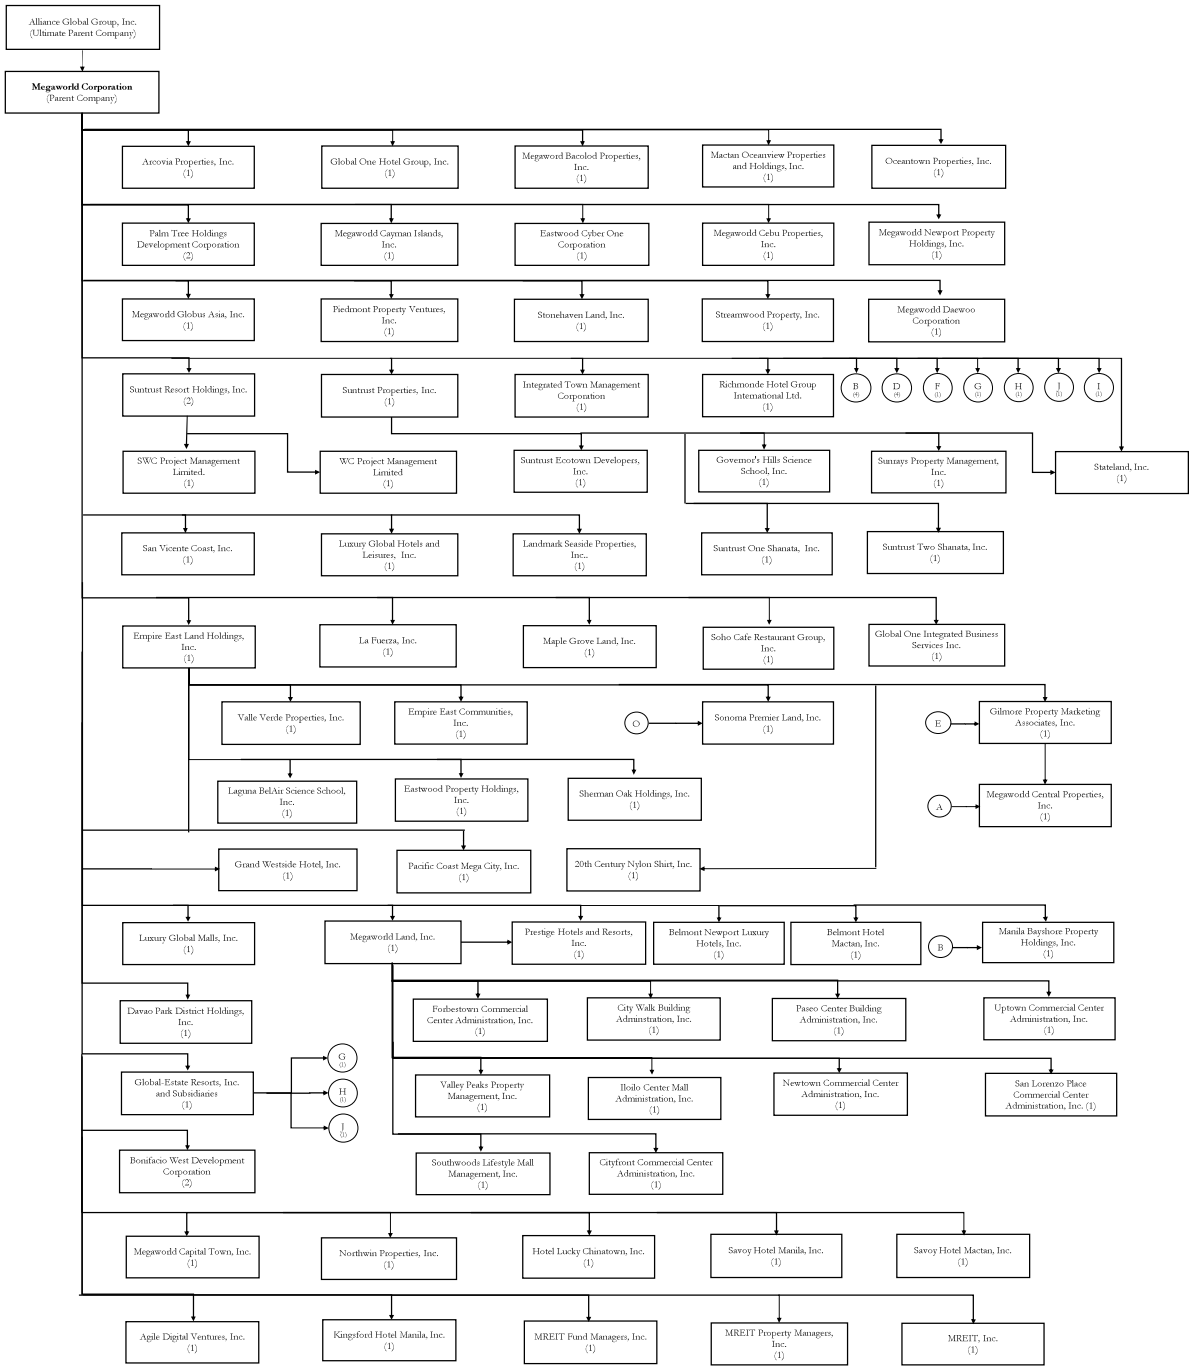 Alliance Global Group, Inc.
(Ultimate Parent Company)
Megaworld Corporation
(Parent Company)
Arcovia Properties, Inc.
(1)
Global One Hotel Group, Inc.
(1)
Megaword Bacolod Properties,
Inc.
(1)
Mactan Oceanview Properties
and Holdings, Inc.
(1)
Oceantown Properties, Inc.
(1)
Palm Tree Holdings
Development Corporation
(2)
Megaworld Cayman Islands,
Inc.
(1)
Eastwood Cyber One
Corporation
(1)
Megaworld Cebu Properties,
Inc.
(1)
Megaworld Newport Property
Holdings, Inc.
(1)
Megaworld Globus Asia, Inc.
(1)
Piedmont Property Ventures,
Inc.
(1)
Stonehaven Land, Inc.
(1)
Streamwood Property, Inc.
(1)
Megaworld Daewoo
Corporation
(1)
Suntrust Resort Holdings, Inc.
(2)
Suntrust Properties, Inc.
(1)
Integrated Town Management
Corporation
(1)
Richmonde Hotel Group
International Ltd.
(1)
B
(4)
D
(4)
F
(1)
G
(1)
H
(1)
J
(1)
I
(1)
SWC Project Management
Limited.
(1)
WC Project Management
Limited
(1)
Suntrust Ecotown Developers,
Inc.
(1)
Governor's Hills Science
School, Inc.
(1)
Sunrays Property Management,
Inc.
(1)
Stateland, Inc.
(1)
San Vicente Coast, Inc.
(1)
Luxury Global Hotels and
Leisures, Inc.
(1)
Landmark Seaside Properties,
Inc..
(1)
Suntrust One Shanata, Inc.
(1)
Suntrust Two Shanata, Inc.
(1)
Empire East Land Holdings,
Inc.
(1)
La Fuerza, Inc.
(1)
Maple Grove Land, Inc.
(1)
Soho Cafe Restaurant Group,
Inc.
(1)
Global One Integrated Business
Services Inc.
(1)
Valle Verde Properties, Inc.
(1)
Empire East Communities,
Inc.
(1)
O
Sonoma Premier Land, Inc.
(1)
E
Gilmore Property Marketing
Associates, Inc.
(1)
Laguna BelAir Science School,
Inc.
(1)
Eastwood Property Holdings,
Inc.
(1)
Sherman Oak Holdings, Inc.
(1)
A
Megaworld Central Properties,
Inc.
(1)
Grand Westside Hotel, Inc.
(1)
Pacific Coast Mega City, Inc.
(1)
20th Century Nylon Shirt, Inc.
(1)
Luxury Global Malls, Inc.
(1)
Megaworld Land, Inc.
(1)
Prestige Hotels and Resorts,
Inc.
(1)
Belmont Newport Luxury
Hotels, Inc.
(1)
Belmont Hotel
Mactan, Inc.
(1)
B
Manila Bayshore Property
Holdings, Inc.
(1)
Davao Park District Holdings,
Inc.
(1)
Forbestown Commercial
Center Administration, Inc.
(1)
City Walk Building
Adminstration, Inc.
(1)
Paseo Center Building
Administration, Inc.
(1)
Uptown Commercial Center
Administration, Inc.
(1)
Global-Estate Resorts, Inc.
and Subsidiaries
(1)
G
(1)
H
(1)
J
(1)
Valley Peaks Property
Management, Inc.
(1)
Iloilo Center Mall
Administration, Inc.
(1)
Newtown Commercial Center
Administration, Inc.
(1)
San Lorenzo Place
Commercial Center
Administration, Inc. (1)
Bonifacio West Development
Corporation
(2)
Southwoods Lifestyle Mall
Management, Inc.
(1)
Cityfront Commercial Center
Administration, Inc.
(1)
Megaworld Capital Town, Inc.
(1)
Northwin Properties, Inc.
(1)
Hotel Lucky Chinatown, Inc.
(1)
Savoy Hotel Manila, Inc.
(1)
Savoy Hotel Mactan, Inc.
(1)
Agile Digital Ventures, Inc.
(1)
Kingsford Hotel Manila, Inc.
(1)
MREIT Fund Managers, Inc.
(1)
MREIT Property Managers,
Inc.
(1)
MREIT, Inc.
(1)